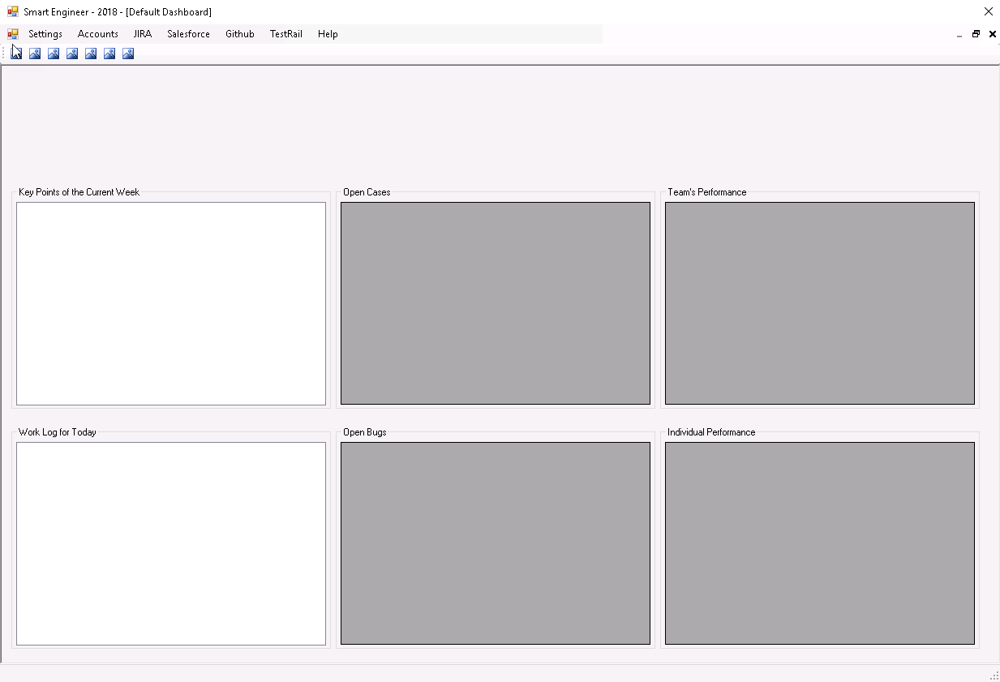 Smart Engineer - 2018 - [Default Dashboard]
Settings Accounts JIRA Salesforce Github TestRail Help
Key Points of the Current Week Open Cases Team's Performance
Work Log for Today Open Bugs Individual Performance